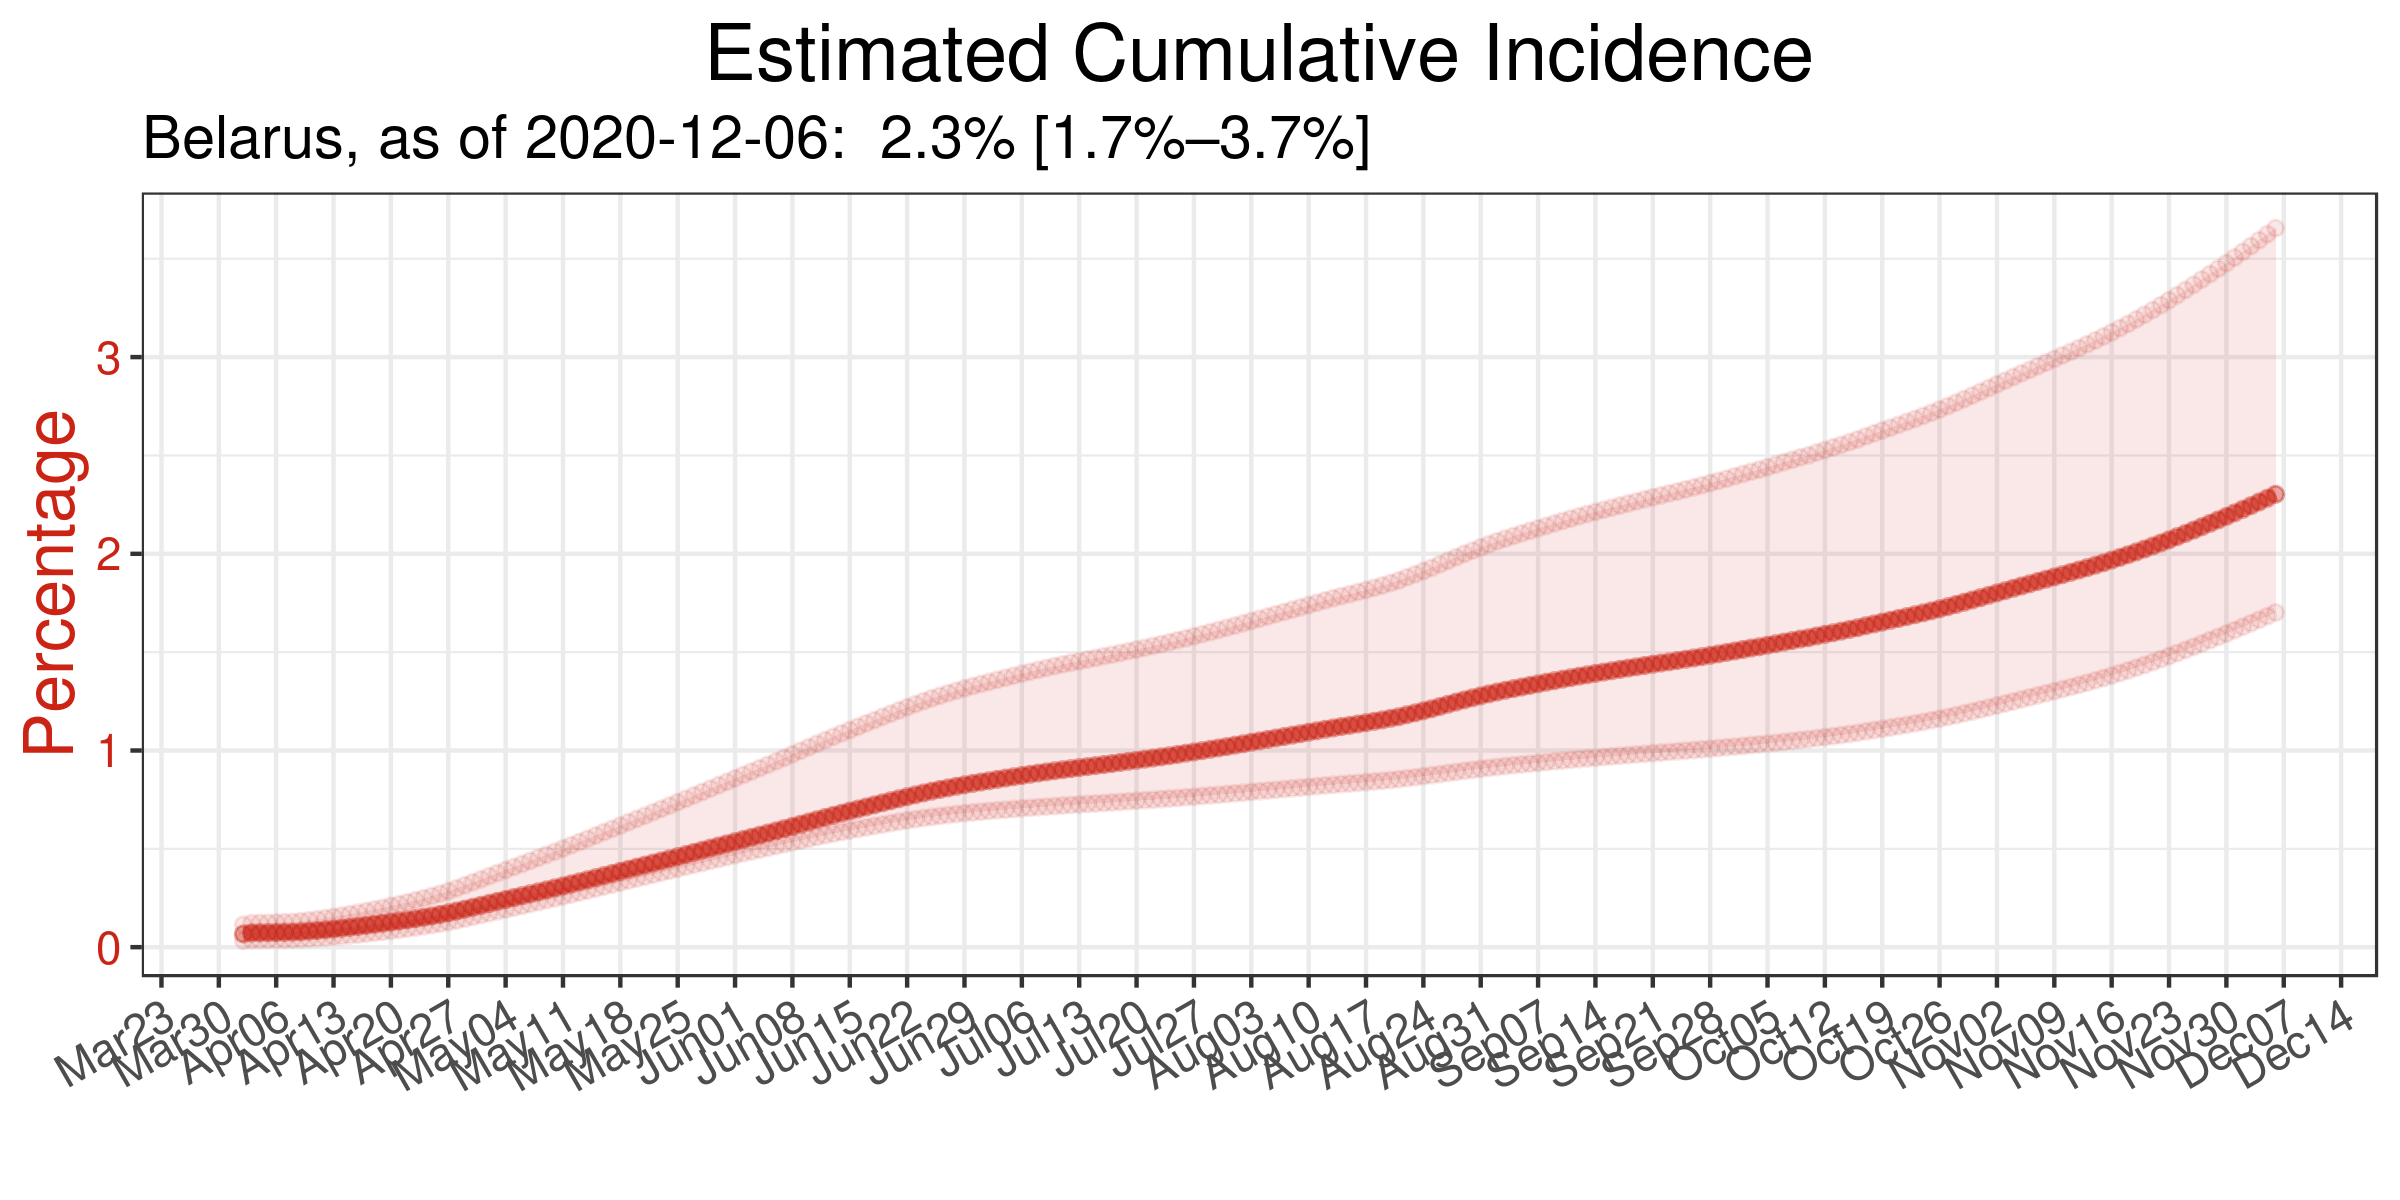 Estimated Cumulative Incidence
Belarus, as of 2020-12-06:  2.3% [1.7%–3.7%]
Percentage
3
2
1
0
Mar23
Mar30
Apr06
Apr13
Apr20
Apr27
May04
May11
May18
May25
Jun01
Jun08
Jun15
Jun22
Jun29
Jul06
Jul13
Jul20
Jul27
Aug03
Aug10
Aug17
Aug24
Aug31
Sep07
Sep14
Sep21
Sep28
Oct05
Oct12
Oct19
Oct26
Nov02
Nov09
Nov16
Nov23
Nov30
Dec07
Dec14